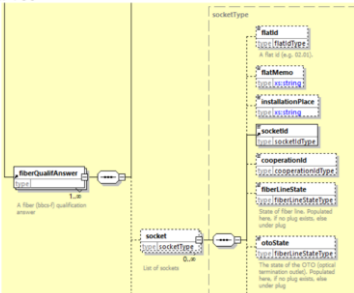 socketType
flatId
type flatIdType
A flat id (e.g. 02.01).
flatMemo
type xs:string
installationPlace
type xs:string
socketId
type socketIdType
cooperationId
type cooperationIdType
fiberLineState
type fiberLineStateType
State of fiber line. Populated
here, if no plug exists, else
under plug
otoState
type fiberLineStateType
The state of the OTO (optical
termination outlet). Populated
here, if no plug exists, else
under plug
fiberQualifAnswer
type
1..∞
A fiber (bbcs-f) qualification
answer
socket
type socketType
0..∞
List of sockets